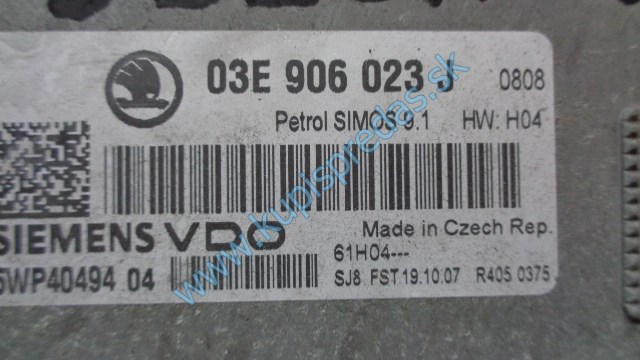 03E 906 023 J 0808
Petrol SIMOS 9.1 HW: H04
SIEMENS VDO
Made in Czech Rep.
61H04---
5WP40494 04
SJ8 FST 19.10.07 R405 0375
www.kupispredas.sk